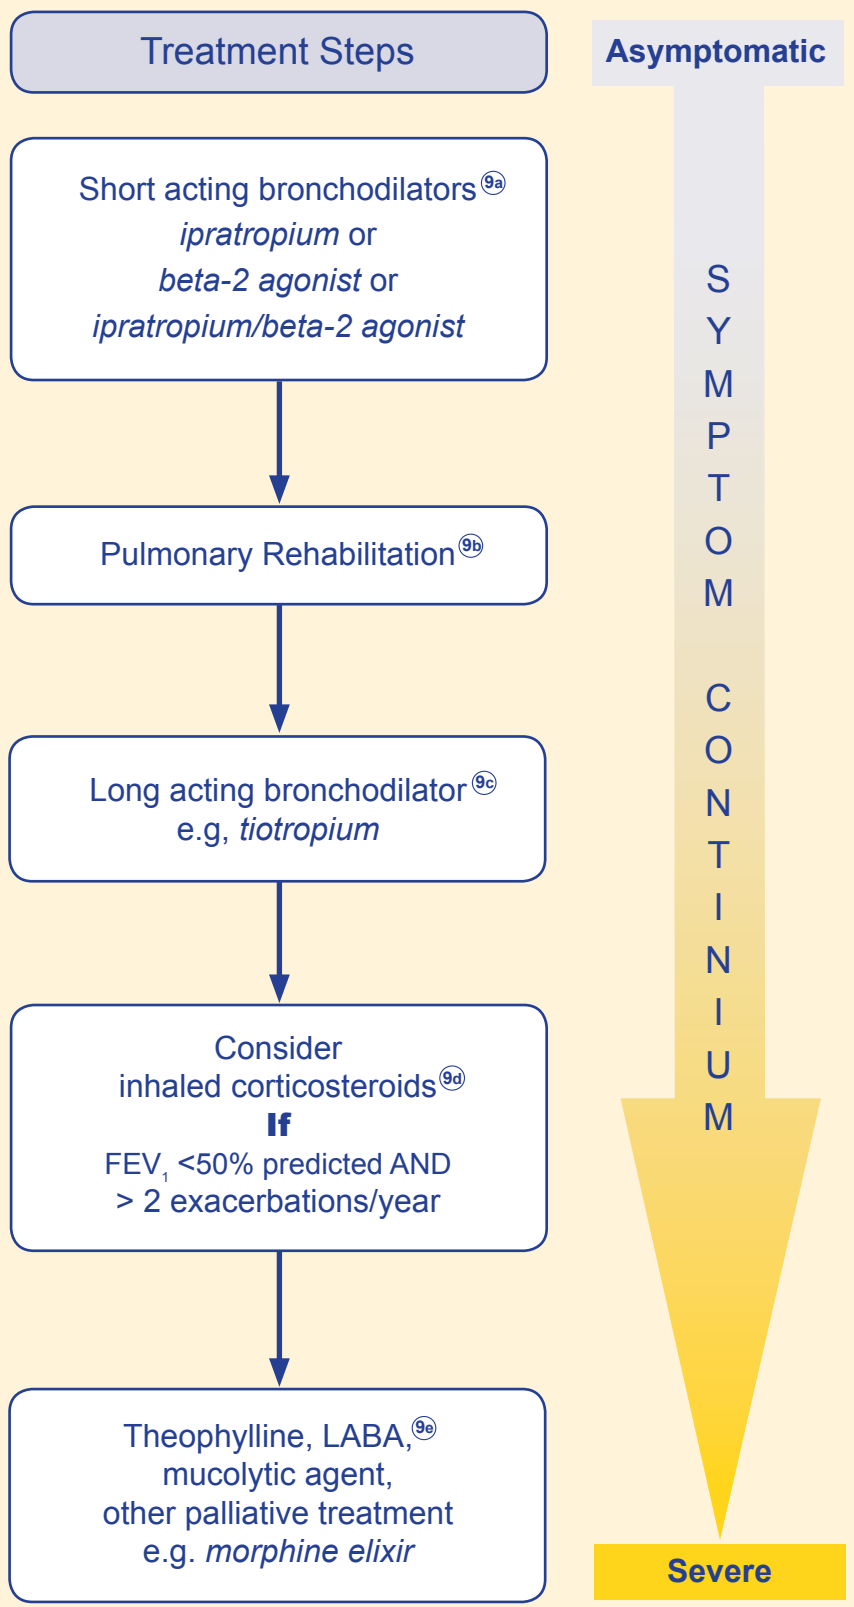 Treatment Steps
Short acting bronchodilators 9a
ipratropium or
beta-2 agonist or
ipratropium/beta-2 agonist
Pulmonary Rehabilitation 9b
Long acting bronchodilator 9c
e.g, tiotropium
Consider
inhaled corticosteroids 9d
If
FEV1 <50% predicted AND
> 2 exacerbations/year
Theophylline, LABA, 9e
mucolytic agent,
other palliative treatment
e.g. morphine elixir
Asymptomatic
SYMPTOM CONTINIUM
Severe